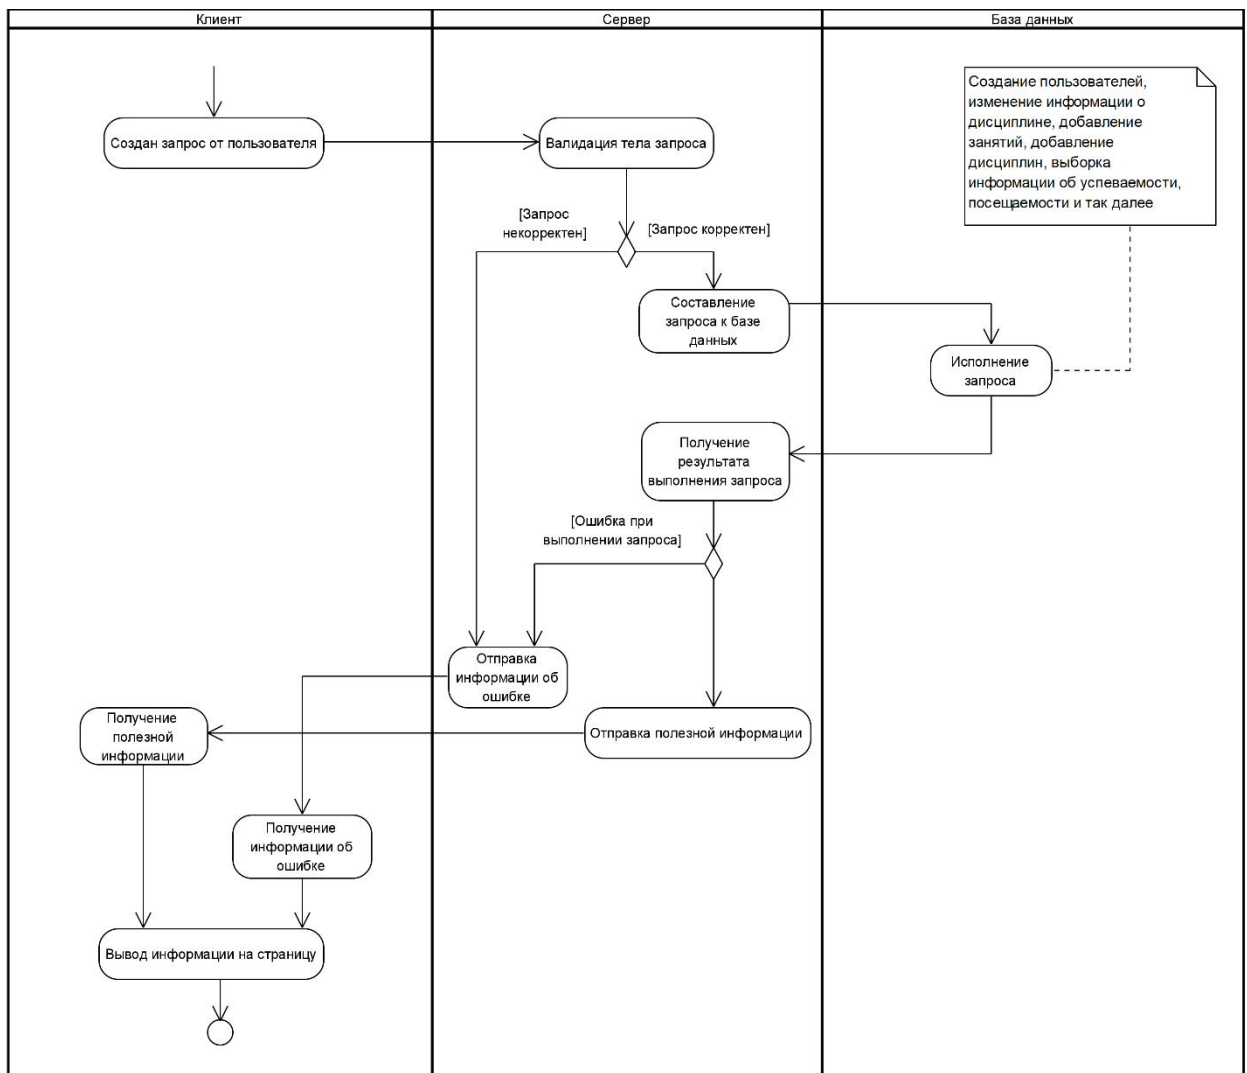 Клиент
Сервер
База данных
Создание пользователей,
изменение информации о
дисциплине, добавление
занятий, добавление
дисциплин, выборка
информации об успеваемости,
посещаемости и так далее
Создан запрос от пользователя
Валидация тела запроса
[Запрос
некорректен]
[Запрос корректен]
Составление
запроса к базе
данных
Исполнение
запроса
Получение
результата
выполнения запроса
[Ошибка при
выполнении запроса]
Отправка
информации об
ошибке
Получение
полезной
информации
Отправка полезной информации
Получение
информации об
ошибке
Вывод информации на страницу